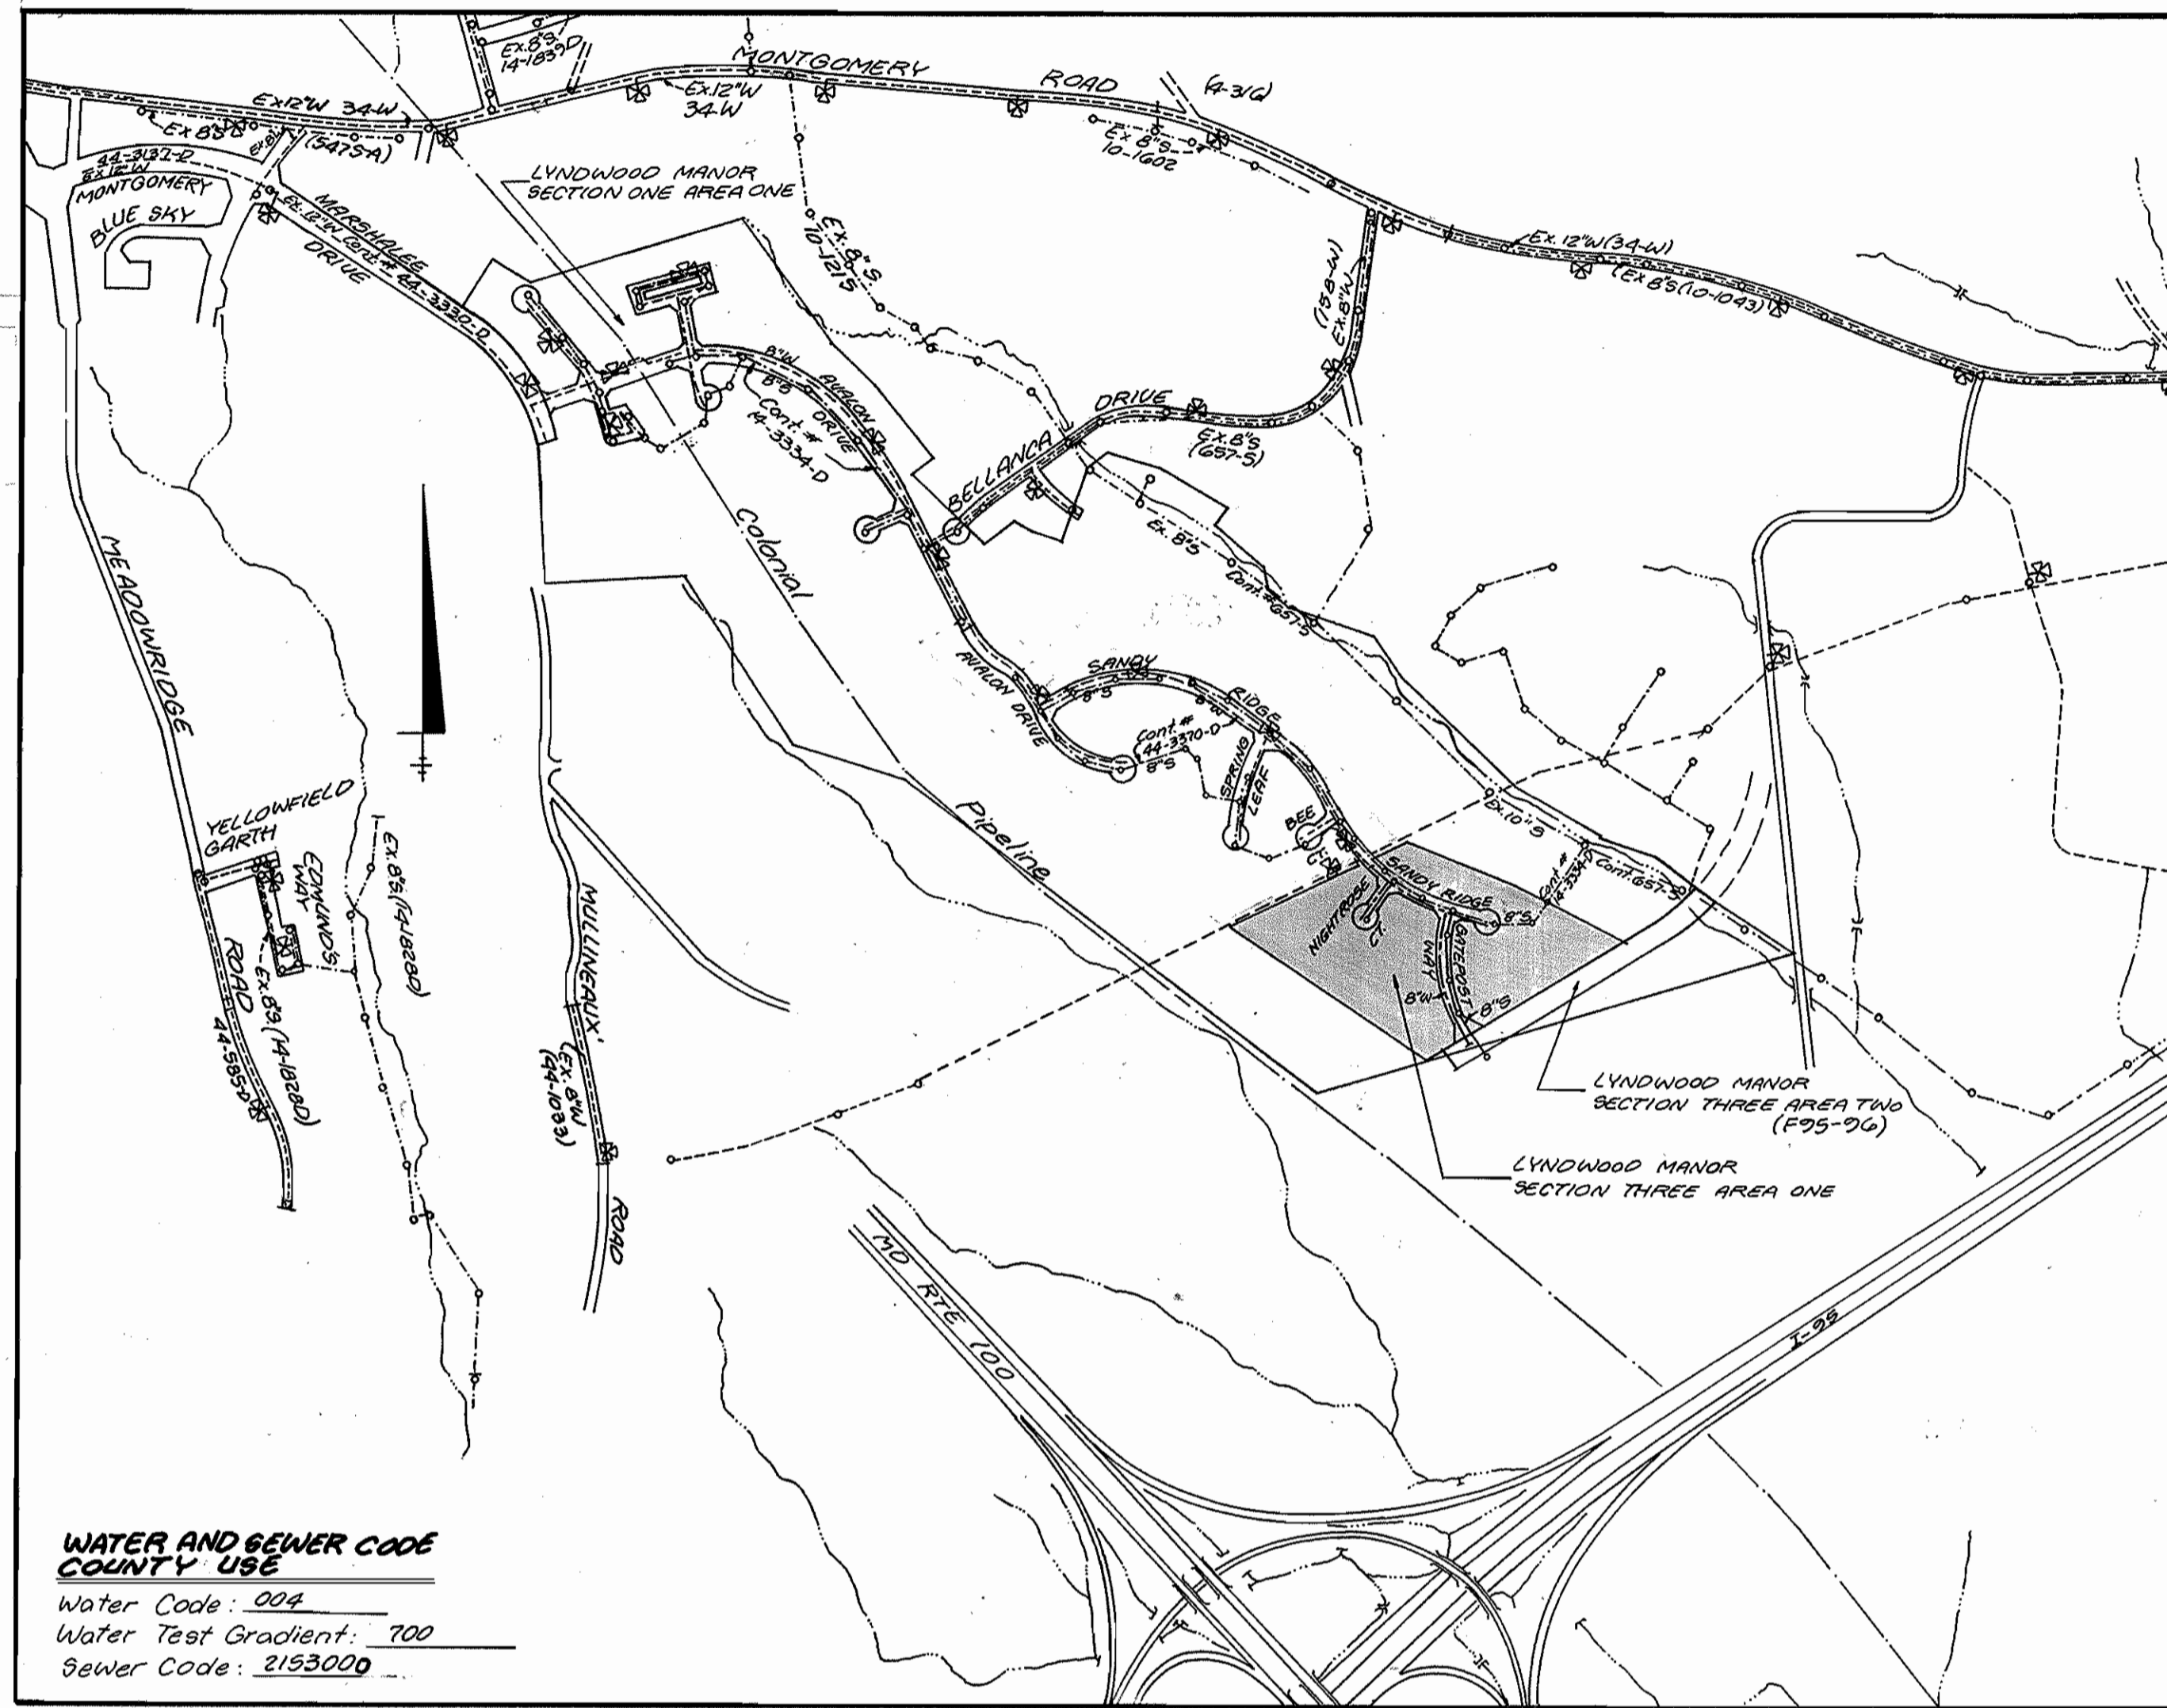 Ex.8"S.
14-1839D
MONTGOMERY
ROAD
(4-316)
Ex12"W 34-W
Ex.12"W
34-W
Ex 8"S
(5475-A)
Ex 8"S
10-1602
44-3137-D
Ex 12"W
MONTGOMERY
BLUE SKY
MARSHALEE
DRIVE
Ex.12"W Cont.# 44-3330-D
LYNDWOOD MANOR
SECTION ONE AREA ONE
Ex.8"S.
10-1215
(158-W)
Ex.8"W
Ex.12"W(34-W)
(Ex 8"S(10-1043)
8"W
8"S
AVALON
DRIVE
Cont.#
14-3334-D
BELLANCA
DRIVE
Ex.8"S
(657-S)
Ex. 8"S
Cont.#657-S
Colonial
Pipeline
MEADOWRIDGE
ROAD
44-585-D
AVALON DRIVE
SANDY
RIDGE
8"S
8"W
Cont.#
44-3370-D
8"S
SPRING
LEAF
BEE
CT.
YELLOWFIELD
GARTH
EDMUND'S
WAY
Ex.8"S.(14-1828D)
Ex.8"S.(14-1828D)
MULLINEAUX'
(Ex.8"W
(44-1033)
ROAD
Ex.10"S
Cont.657-S
Cont.#
14-3334-D
SANDY RIDGE
NIGHTROSE
CT.
8"S
GATEPOST
WAY
8"W
8"S
LYNDWOOD MANOR
SECTION THREE AREA TWO
(F95-96)
LYNDWOOD MANOR
SECTION THREE AREA ONE
MD RTE 100
I-95
WATER AND SEWER CODE
COUNTY USE
Water Code: 004
Water Test Gradient: 700
Sewer Code: 2153000